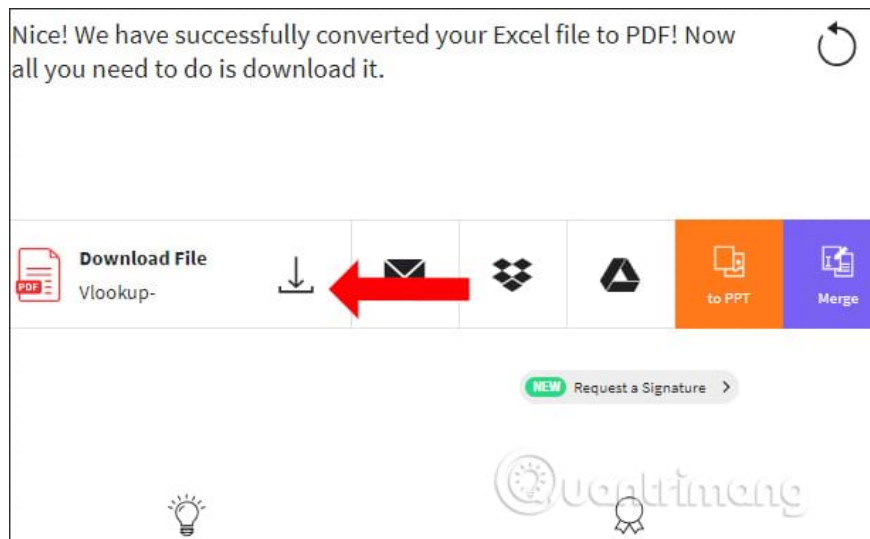 Nice! We have successfully converted your Excel file to PDF! Now
all you need to do is download it.
Download File
PDF
Vlookup-
to PPT
Merge
NEW Request a Signature
Quantrimang